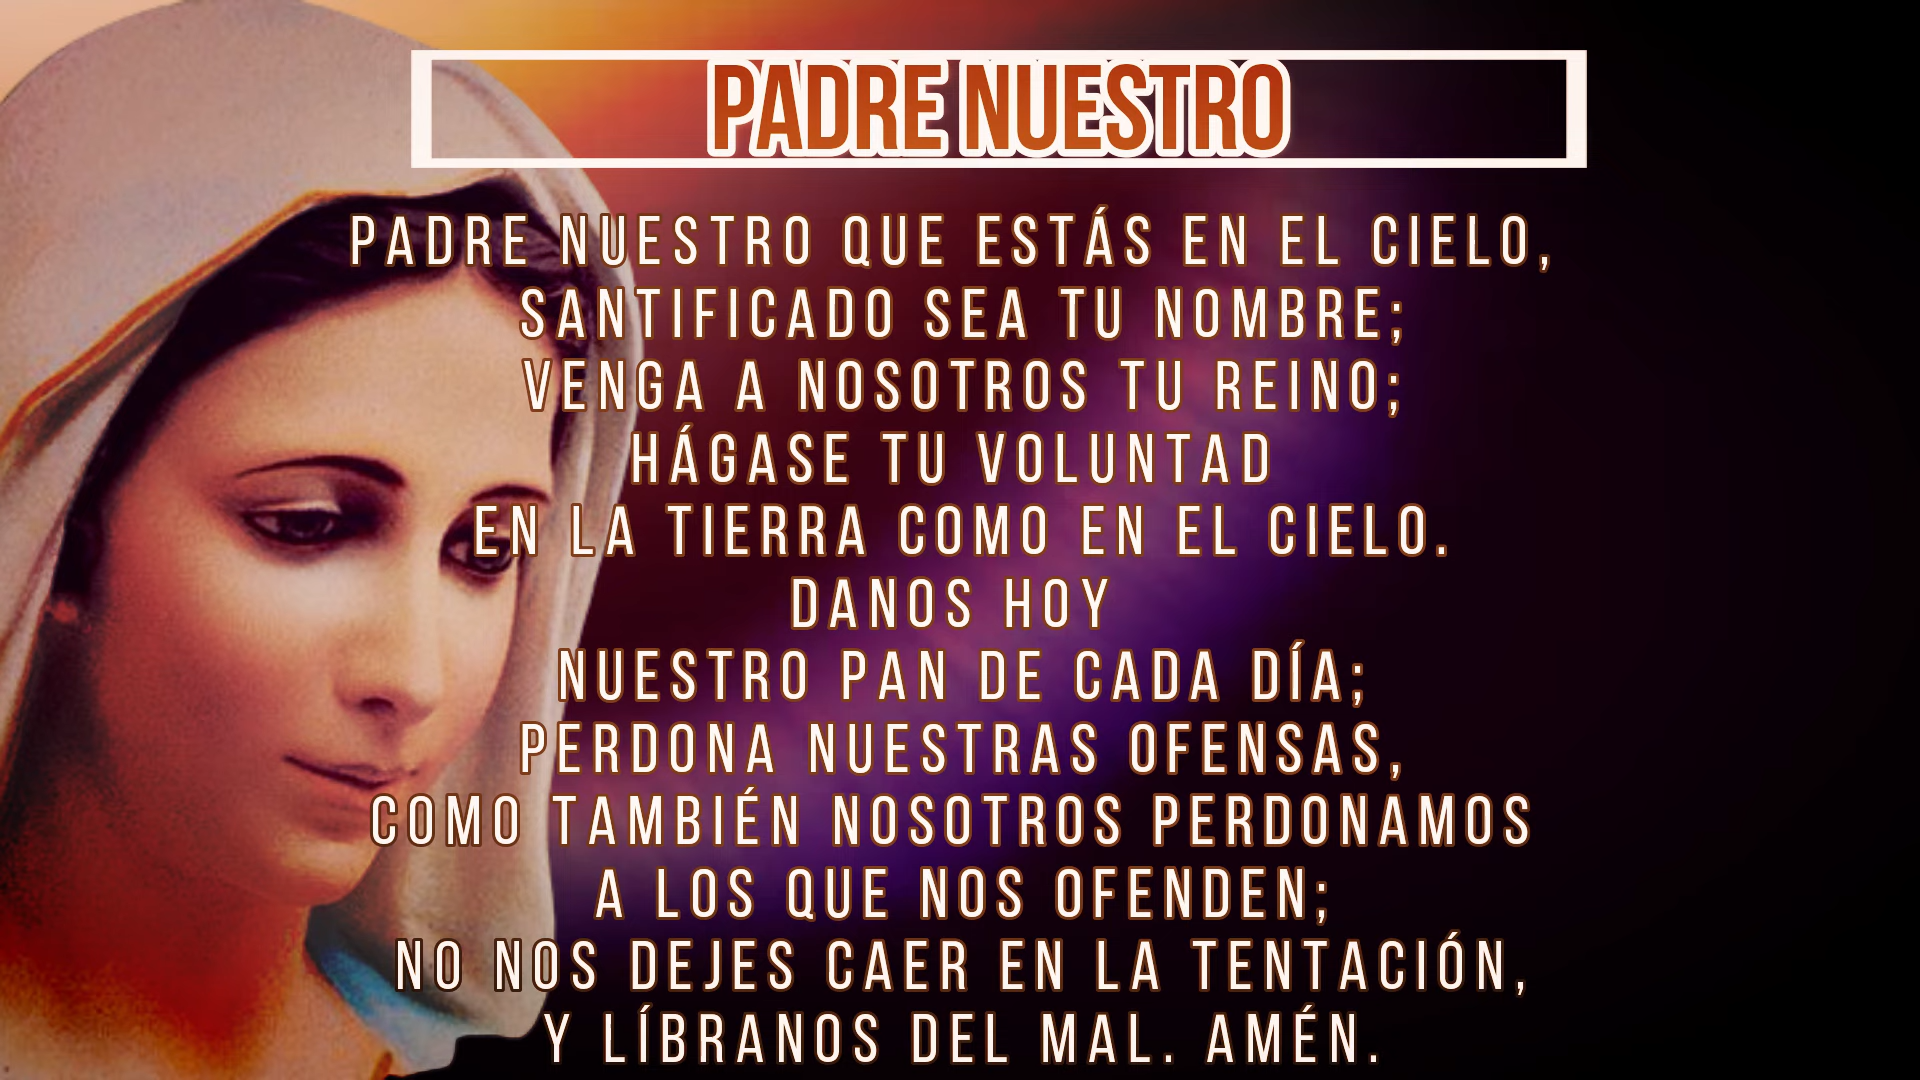 PADRE NUESTRO
PADRE NUESTRO QUE ESTÁS EN EL CIELO,
SANTIFICADO SEA TU NOMBRE;
VENGA A NOSOTROS TU REINO;
HÁGASE TU VOLUNTAD
EN LA TIERRA COMO EN EL CIELO.
DANOS HOY
NUESTRO PAN DE CADA DÍA;
PERDONA NUESTRAS OFENSAS,
COMO TAMBIÉN NOSOTROS PERDONAMOS
A LOS QUE NOS OFENDEN;
NO NOS DEJES CAER EN LA TENTACIÓN,
Y LÍBRANOS DEL MAL. AMÉN.